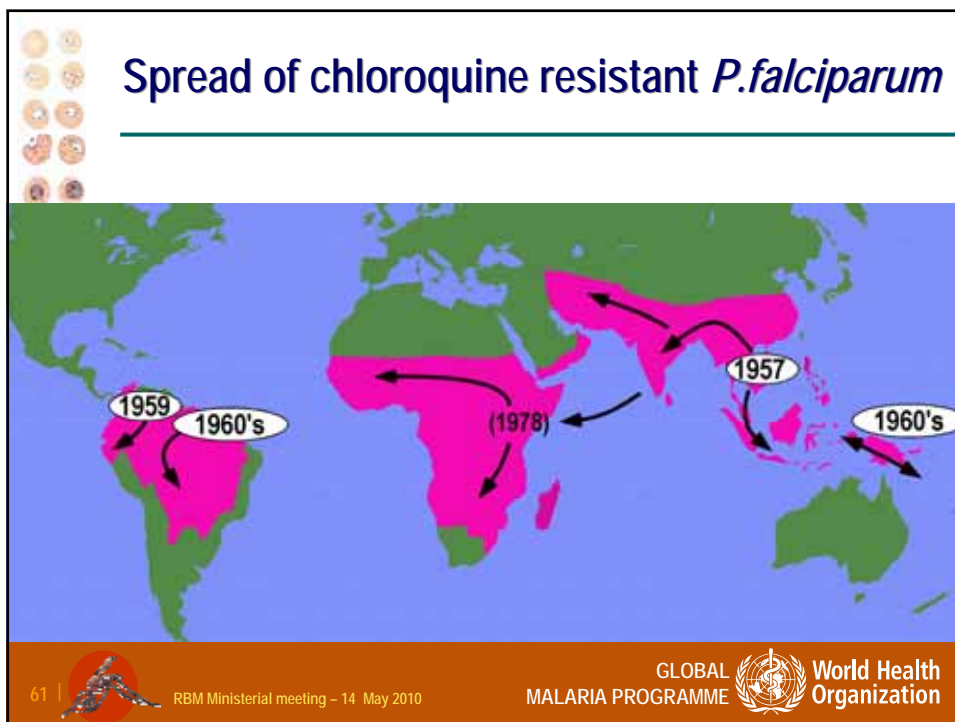 Spread of chloroquine resistant P.falciparum
1959
1960's
(1978)
1957
1960's
61 |
RBM Ministerial meeting – 14 May 2010
GLOBAL
MALARIA PROGRAMME
World Health
Organization